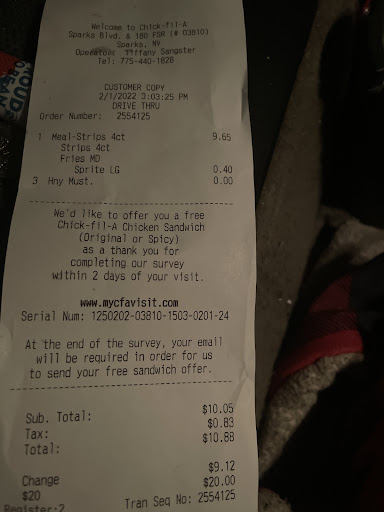 Welcome to Chick-fil-A
Sparks Blvd. & 180 FSR (# 03810)
Sparks, NV
Operator: Tiffany Sangster
Tel: 775-440-1828
CUSTOMER COPY
2/1/2022 3:03:25 PM
DRIVE THRU
Order Number: 2554125
1 Meal-Strips 4ct 9.65
Strips 4ct
Fries MD
Sprite LG 0.40
3 Hny Must. 0.00
We'd like to offer you a free
Chick-fil-A Chicken Sandwich
(Original or Spicy)
as a thank you for
completing our survey
within 2 days of your visit.
www.mycfavisit.com
Serial Num: 1250202-03810-1503-0201-24
At the end of the survey, your email
will be required in order for us
to send your free sandwich offer.
Sub. Total: $10.05
Tax: $0.83
Total: $10.88
Change $9.12
$20 $20.00
Register:2 Tran Seq No: 2554125